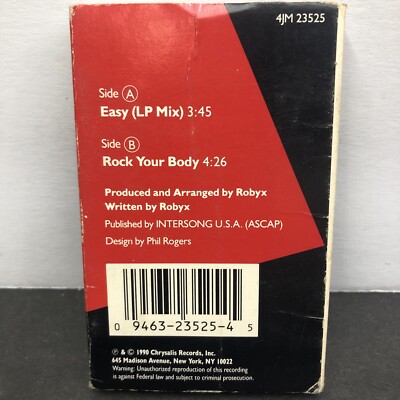 4JM 23525
Side A
Easy (LP Mix) 3:45
Side B
Rock Your Body 4:26
Produced and Arranged by Robyx
Written by Robyx
Published by INTERSONG U.S.A. (ASCAP)
Design by Phil Rogers
0 9463-23525-4 5
℗ & © 1990 Chrysalis Records, Inc.
645 Madison Avenue, New York, NY 10022
Warning: Unauthorized reproduction of this recording
is against Federal law and subject to criminal prosecution.